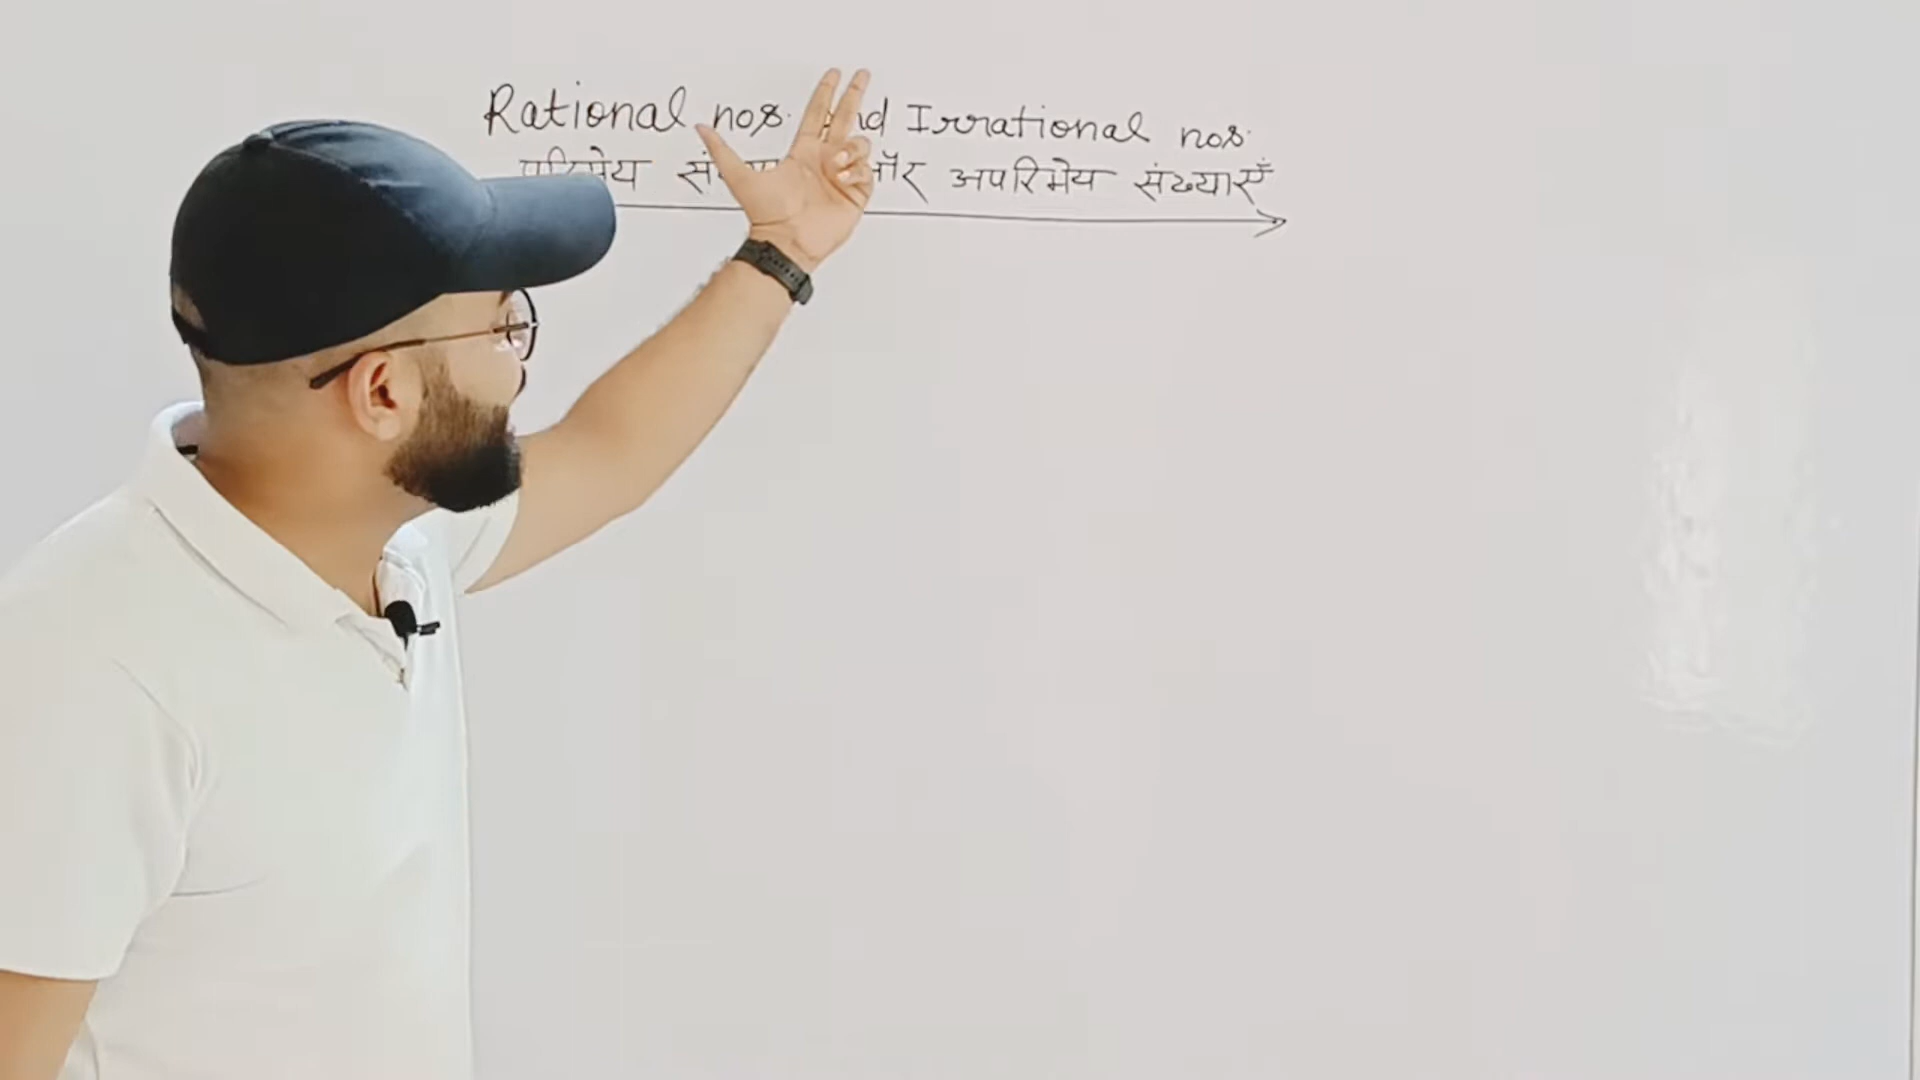 Rational nos. and Irrational nos.
परिमेय और अपरिमेय संख्याएँ